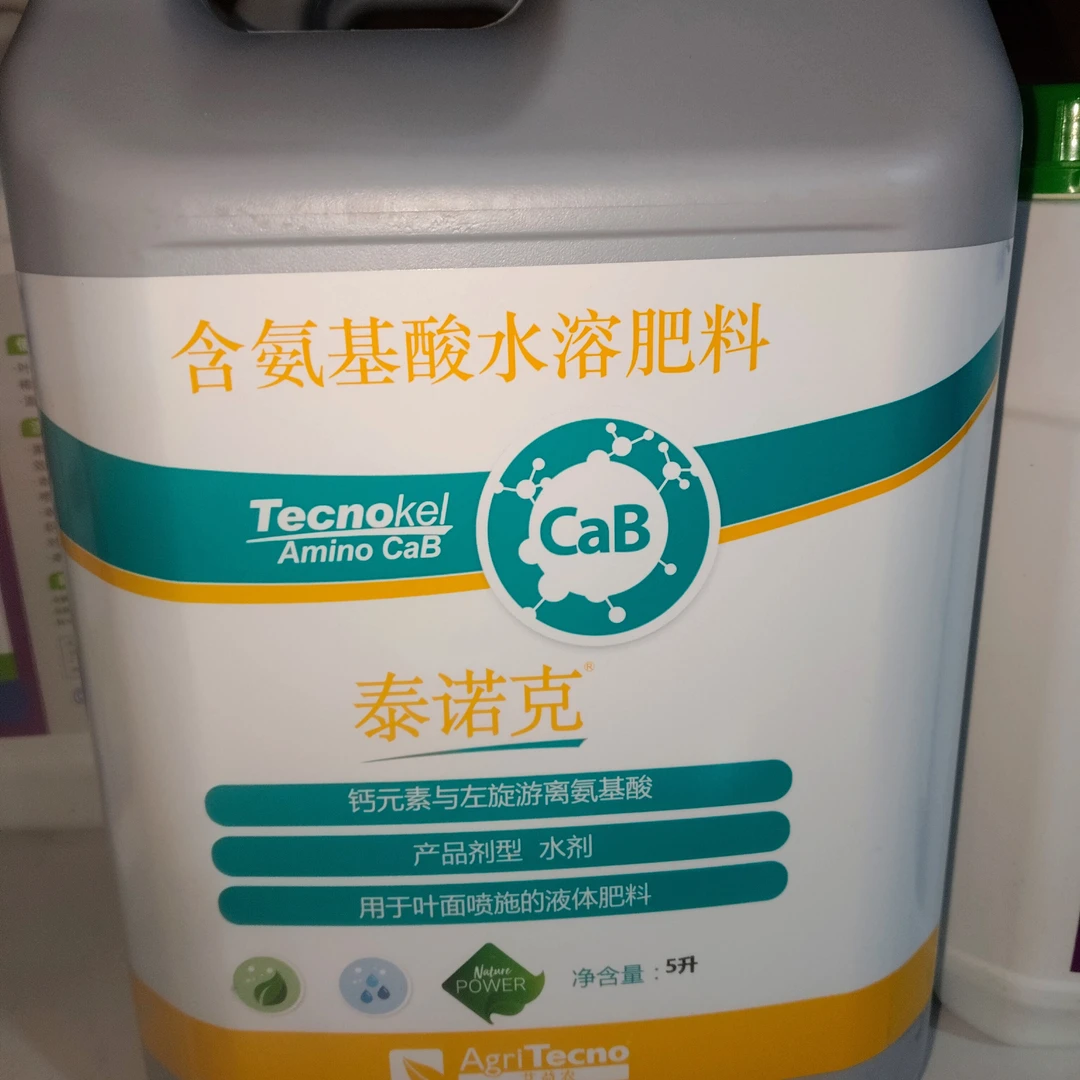 含氨基酸水溶肥料
Tecnokel
Amino CaB
CaB
泰诺克®
钙元素与左旋游离氨基酸
产品剂型 水剂
用于叶面喷施的液体肥料
Nature
POWER
净含量：5升
AgriTecno